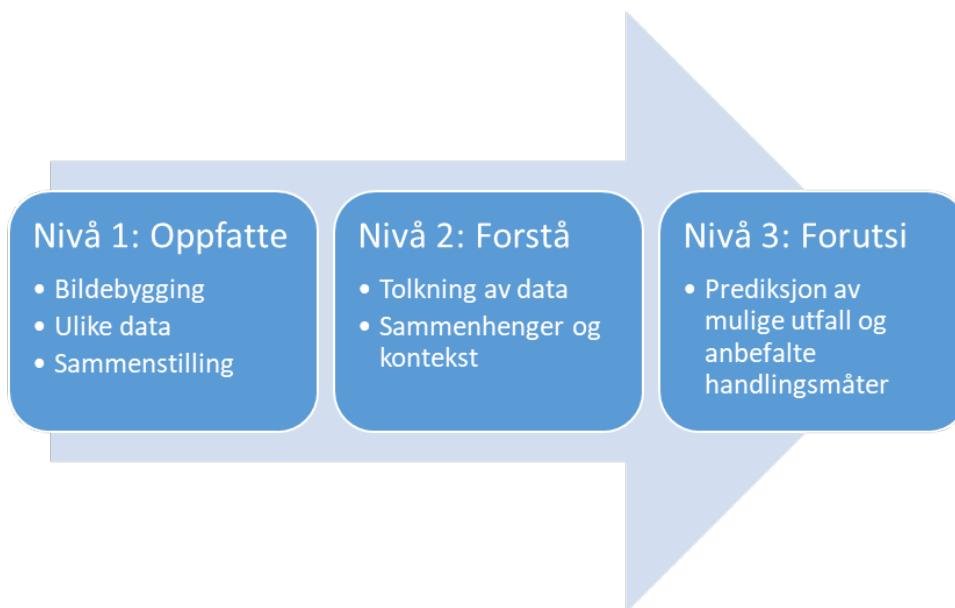 Nivå 1: Oppfatte
• Bildebygging
• Ulike data
• Sammenstilling
Nivå 2: Forstå
• Tolkning av data
• Sammenhenger og
kontekst
Nivå 3: Forutsi
• Prediksjon av
mulige utfall og
anbefalte
handlingsmåter